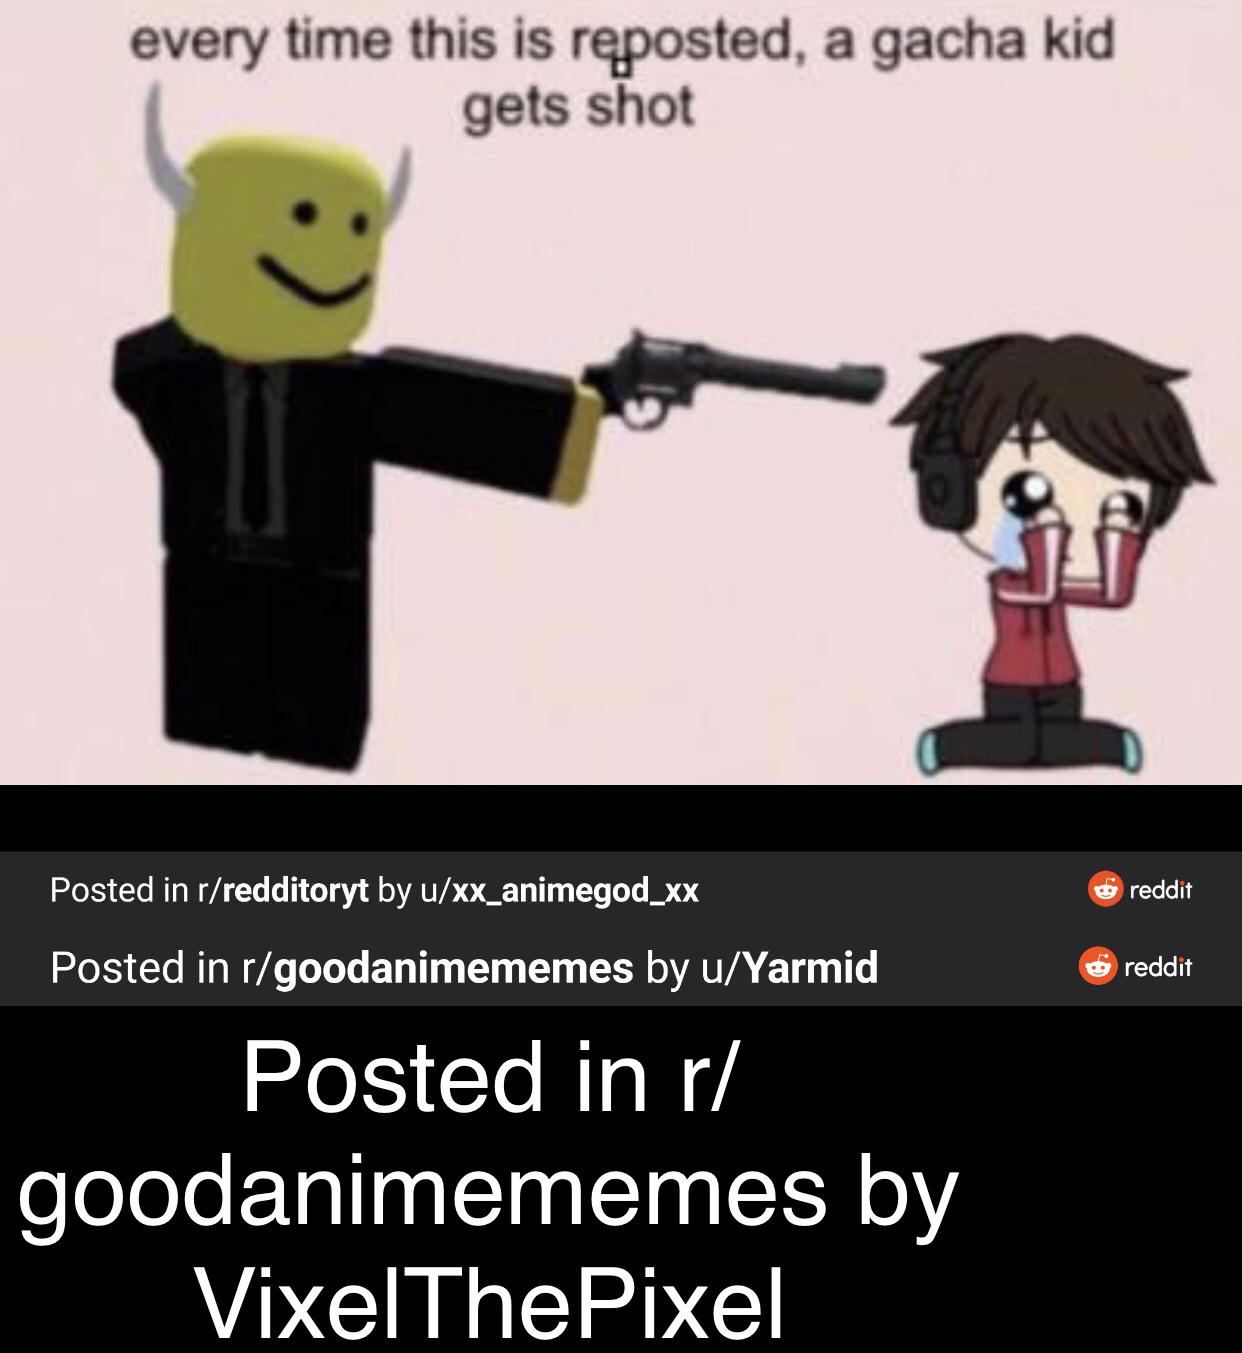 every time this is reposted, a gacha kid
gets shot
Posted in r/redditoryt by u/xx_animegod_xx
reddit
Posted in r/goodanimememes by u/Yarmid
reddit
Posted in r/
goodanimememes by
VixelThePixel